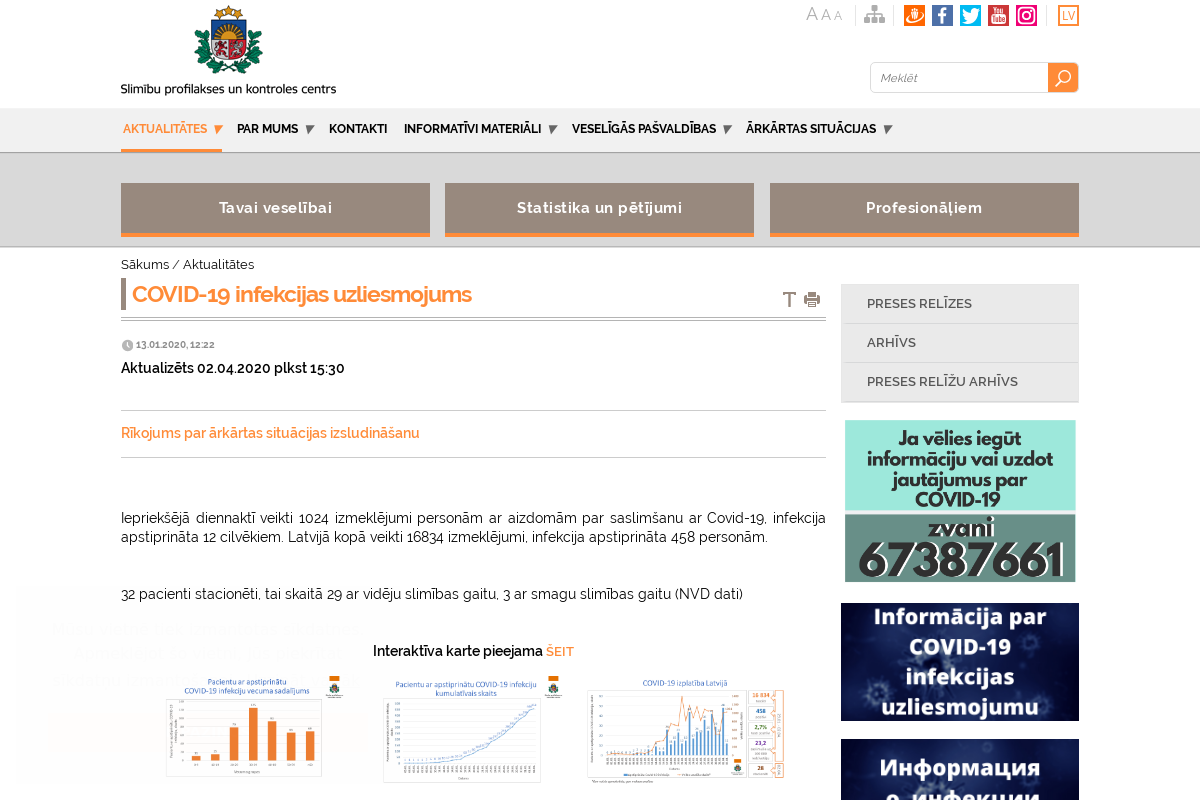 A A A
You Tube
LV
Slimību profilakses un kontroles centrs
Meklēt
AKTUALITĀTES PAR MUMS KONTAKTI INFORMATĪVI MATERIĀLI VESELĪGĀS PAŠVALDĪBAS ĀRKĀRTAS SITUĀCIJAS
Tavai veselībai
Statistika un pētījumi
Profesionāļiem
Sākums / Aktualitātes
COVID-19 infekcijas uzliesmojums
13.01.2020, 12:22
Aktualizēts 02.04.2020 plkst 15:30
Rīkojums par ārkārtas situācijas izsludināšanu
Iepriekšējā diennaktī veikti 1024 izmeklējumi personām ar aizdomām par saslimšanu ar Covid-19, infekcija
apstiprināta 12 cilvēkiem. Latvijā kopā veikti 16834 izmeklējumi, infekcija apstiprināta 458 personām.
32 pacienti stacionēti, tai skaitā 29 ar vidēju slimības gaitu, 3 ar smagu slimības gaitu (NVD dati)
Interaktīva karte pieejama ŠEIT
Pacientu ar apstiprinātu
COVID-19 infekciju vecuma sadalījums
Pacientu ar apstiprinātu COVID-19 infekciju
kumulatīvais skaits
COVID-19 izplatība Latvijā
16 834
458
2,7%
23,2
28
PRESES RELĪZES
ARHĪVS
PRESES RELĪŽU ARHĪVS
Ja vēlies iegūt
informāciju vai uzdot
jautājumus par
COVID-19
zvani
67387661
Informācija par
COVID-19
infekcijas
uzliesmojumu
Информация
о инфекции